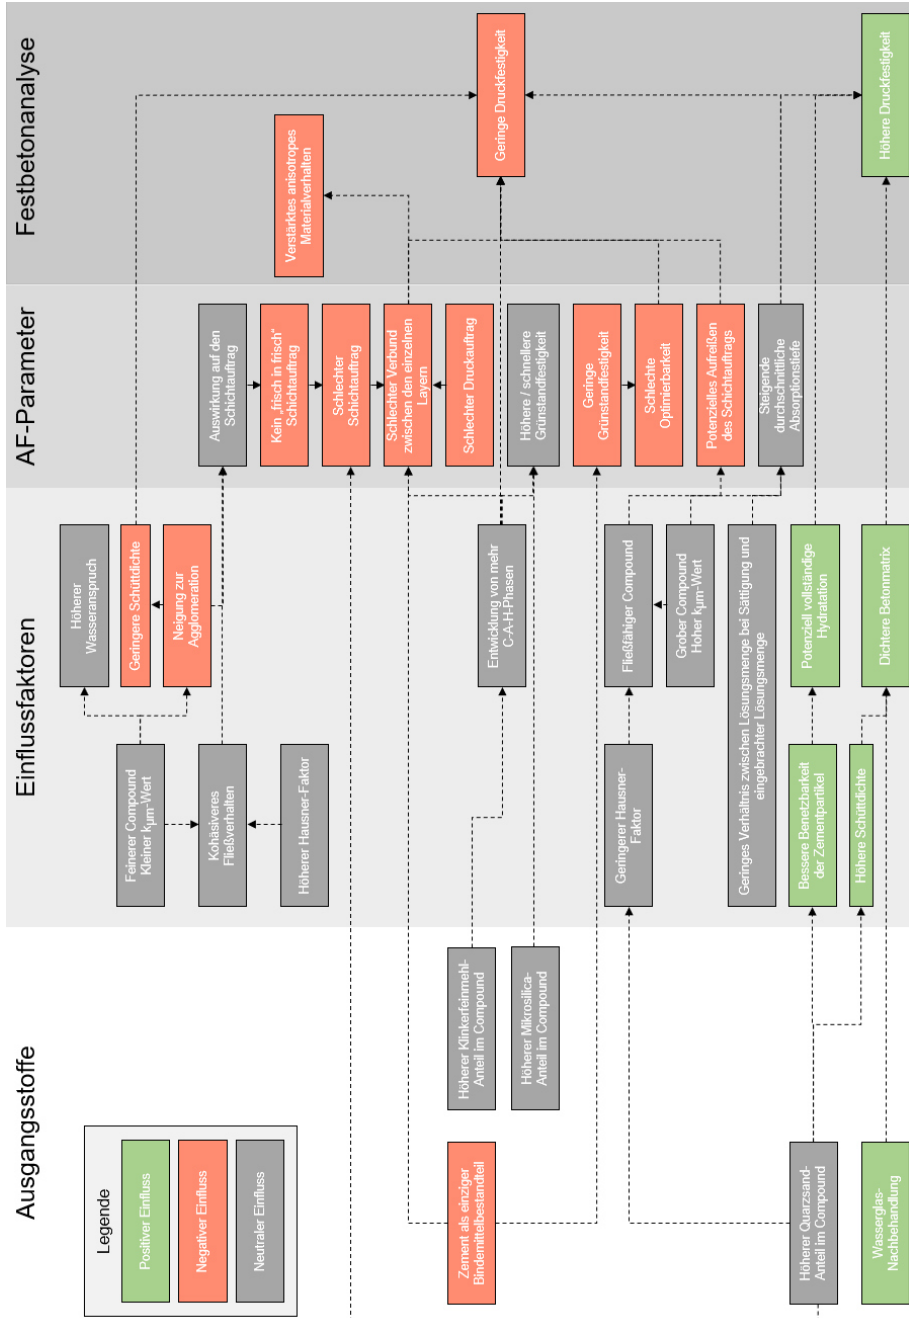 Ausgangsstoffe
Einflussfaktoren
AF-Parameter
Festbetonanalyse
Legende
Positiver Einfluss
Negativer Einfluss
Neutraler Einfluss
Zement als einziger
Bindemittelbestandteil
Höherer Quarzsand-
Anteil im Compound
Wasserglas-
Nachbehandlung
Höherer Klinkerfeinmehl-
Anteil im Compound
Höherer Mikrosilica-
Anteil im Compound
Feinerer Compound
Kleiner kµm-Wert
Kohäsiveres
Fließverhalten
Höherer Hausner-Faktor
Geringerer Hausner-
Faktor
Geringes Verhältnis zwischen Lösungsmenge bei Sättigung und
eingebrachter Lösungsmenge
Bessere Benetzbarkeit
der Zementpartikel
Höhere Schüttdichte
Höherer
Wasseranspruch
Geringere Schüttdichte
Neigung zur
Agglomeration
Entwicklung von mehr
C-A-H-Phasen
Fließfähiger Compound
Grober Compound
Hoher kµm-Wert
Potenziell vollständige
Hydratation
Dichtere Betonmatrix
Auswirkung auf den
Schichtauftrag
Kein „frisch in frisch“
Schichtauftrag
Schlechter
Schichtauftrag
Schlechter Verbund
zwischen den einzelnen
Layern
Schlechter Druckauftrag
Höhere / schnellere
Grünstandfestigkeit
Geringe
Grünstandfestigkeit
Schlechte
Optimierbarkeit
Potenzielles Aufreißen
des Schichtauftrags
Steigende
durchschnittliche
Absorptionstiefe
Verstärktes anisotropes
Materialverhalten
Geringe Druckfestigkeit
Höhere Druckfestigkeit